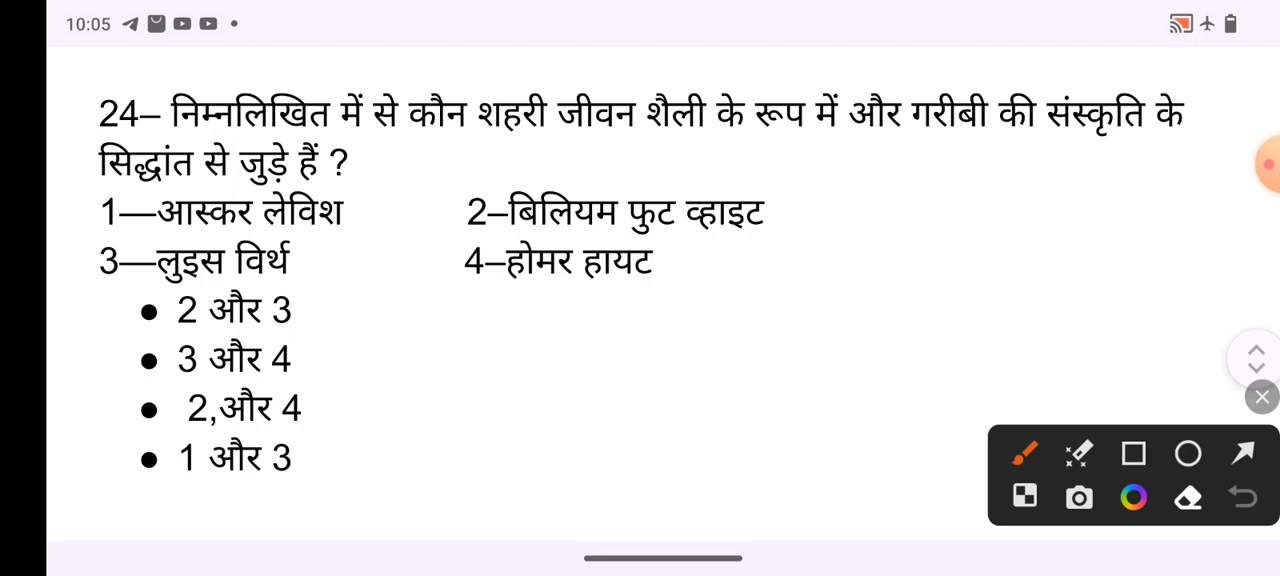 10:05
24– निम्नलिखित में से कौन शहरी जीवन शैली के रूप में और गरीबी की संस्कृति के
सिद्धांत से जुड़े हैं ?
1—आस्कर लेविश 2–बिलियम फुट व्हाइट
3—लुइस विर्थ 4–होमर हायट
● 2 और 3
● 3 और 4
● 2,और 4
● 1 और 3